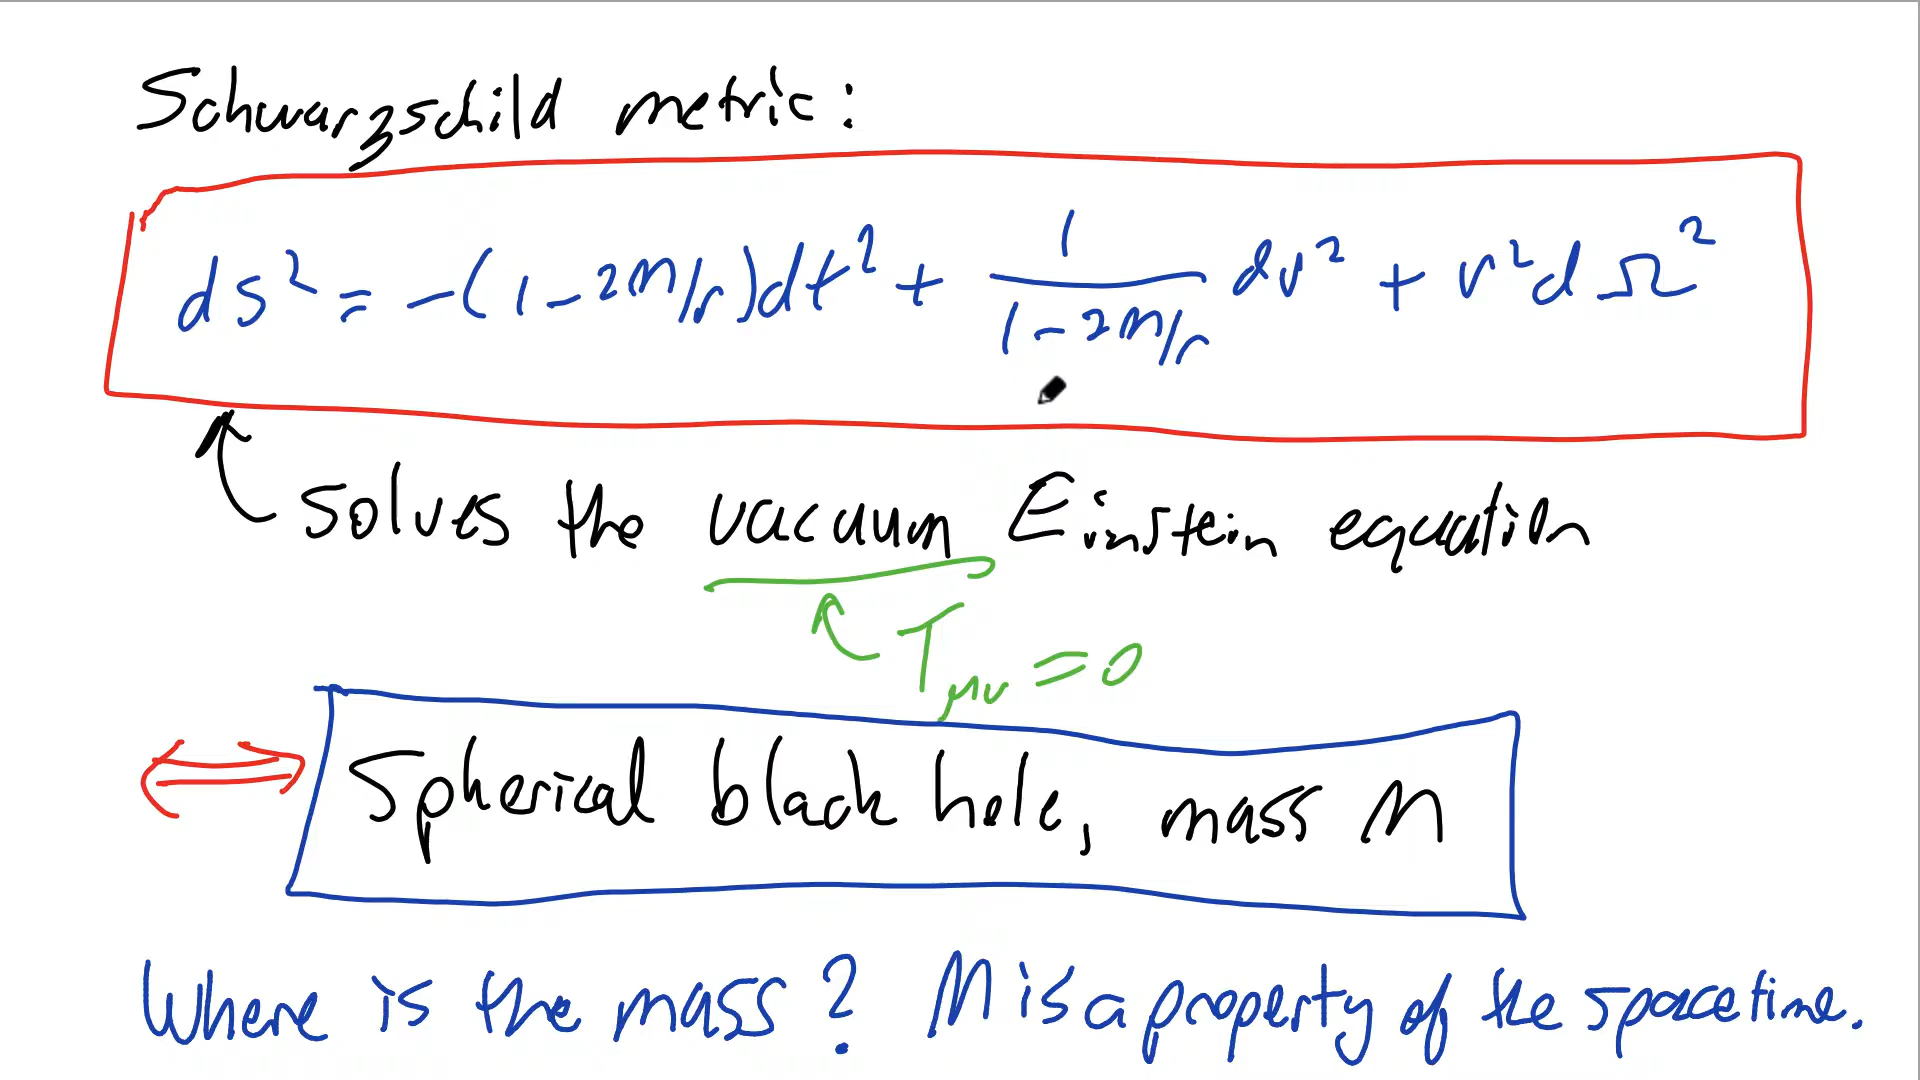 Schwarzschild metric:
ds² = -(1-2M/r)dt² + 1/(1-2M/r) dr² + r²dΩ²
solves the vacuum Einstein equation
Tμν = 0
⇔ Spherical black hole, mass M
Where is the mass? M is a property of the spacetime.